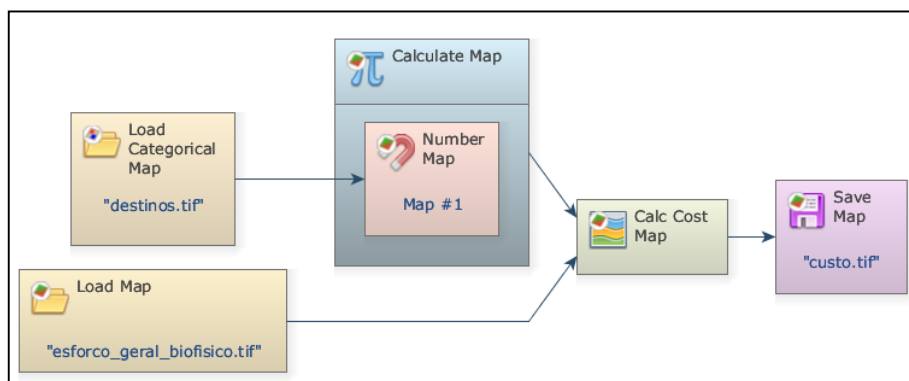 Calculate Map
Load
Categorical
Map
"destinos.tif"
Number
Map
Map #1
Load Map
"esforco_geral_biofisico.tif"
Calc Cost
Map
Save
Map
"custo.tif"